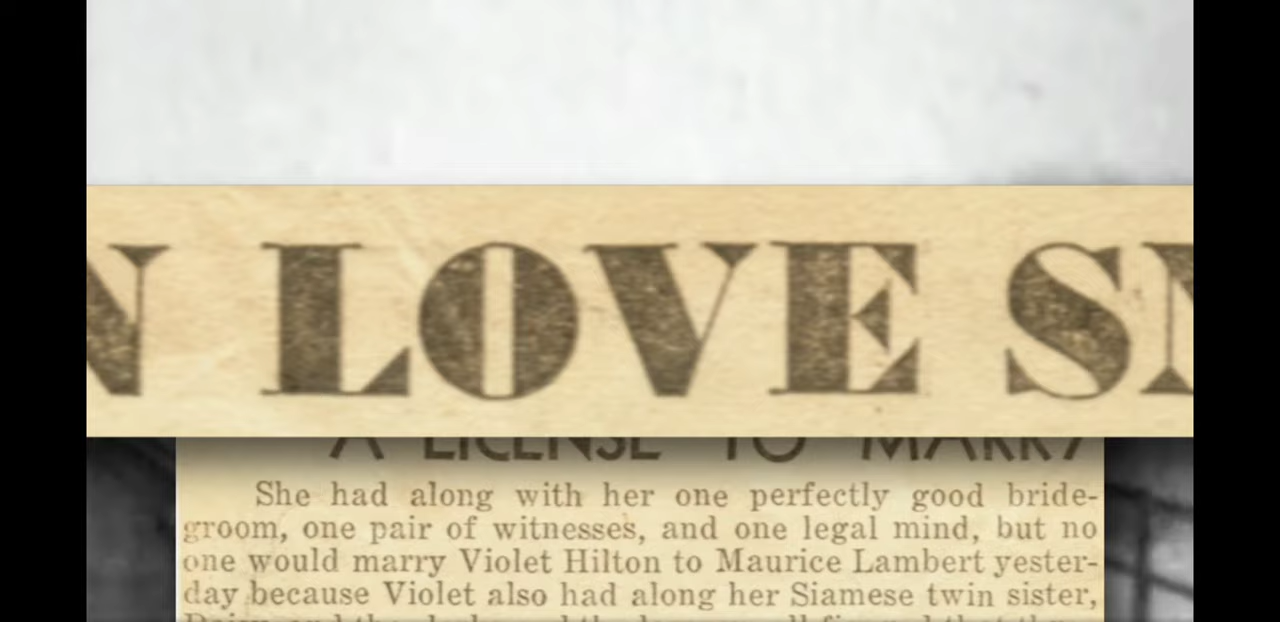 N LOVE SN
A LICENSE TO MARRY
She had along with her one perfectly good bride-
groom, one pair of witnesses, and one legal mind, but no
one would marry Violet Hilton to Maurice Lambert yester-
day because Violet also had along her Siamese twin sister,